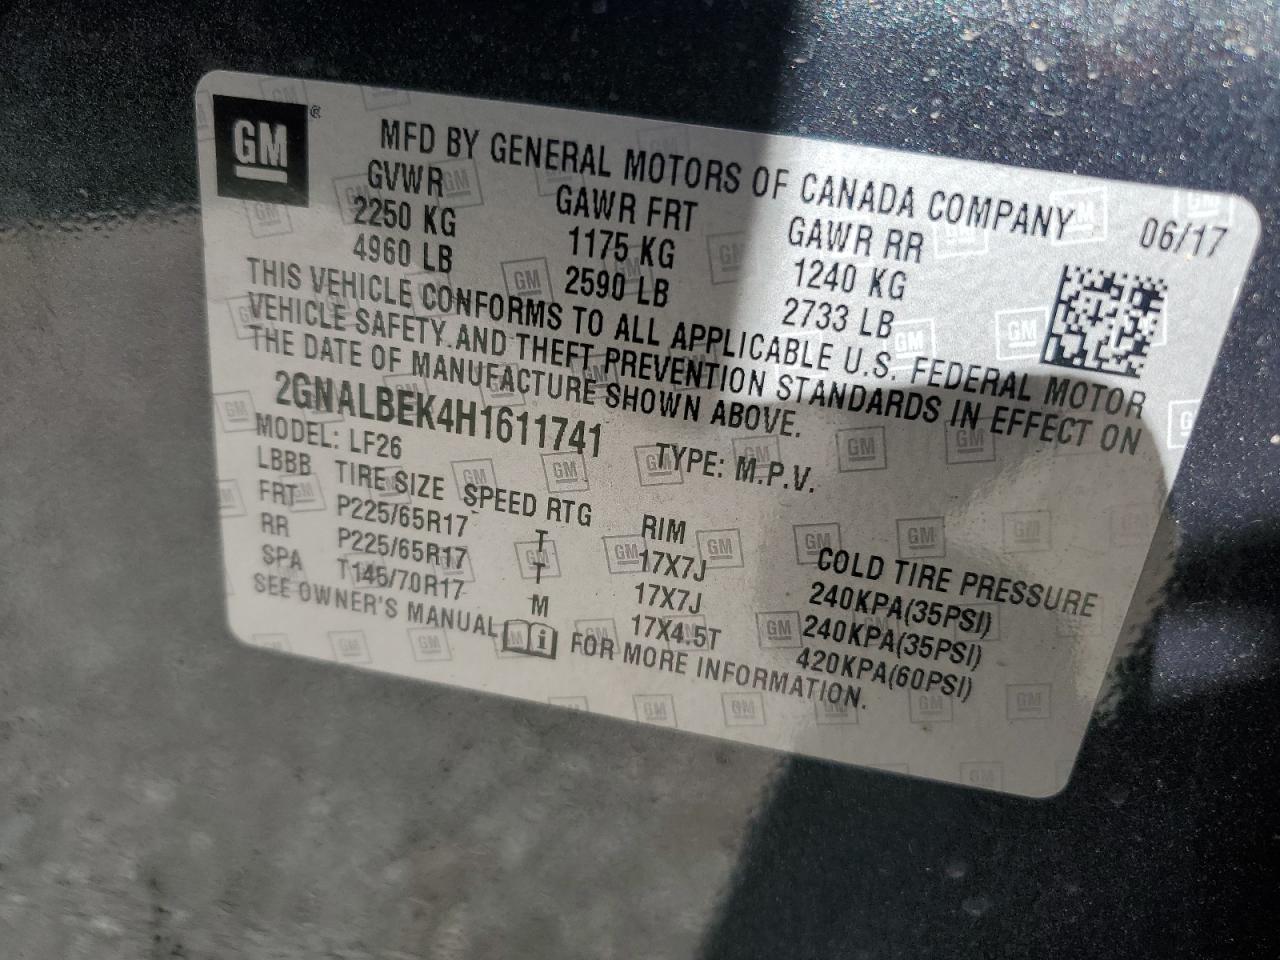 GM
MFD BY GENERAL MOTORS OF CANADA COMPANY 06/17
GVWR GAWR FRT GAWR RR
2250 KG 1175 KG 1240 KG
4960 LB 2590 LB 2733 LB
THIS VEHICLE CONFORMS TO ALL APPLICABLE U.S. FEDERAL MOTOR
VEHICLE SAFETY AND THEFT PREVENTION STANDARDS IN EFFECT ON
THE DATE OF MANUFACTURE SHOWN ABOVE.
2GNALBEK4H1611741 TYPE: M.P.V.
MODEL: LF26
LBBB TIRE SIZE SPEED RTG RIM COLD TIRE PRESSURE
FRT P225/65R17 T 17X7J 240KPA(35PSI)
RR P225/65R17 T 17X7J 240KPA(35PSI)
SPA T145/70R17 M 17X4.5T 420KPA(60PSI)
SEE OWNER'S MANUAL FOR MORE INFORMATION.